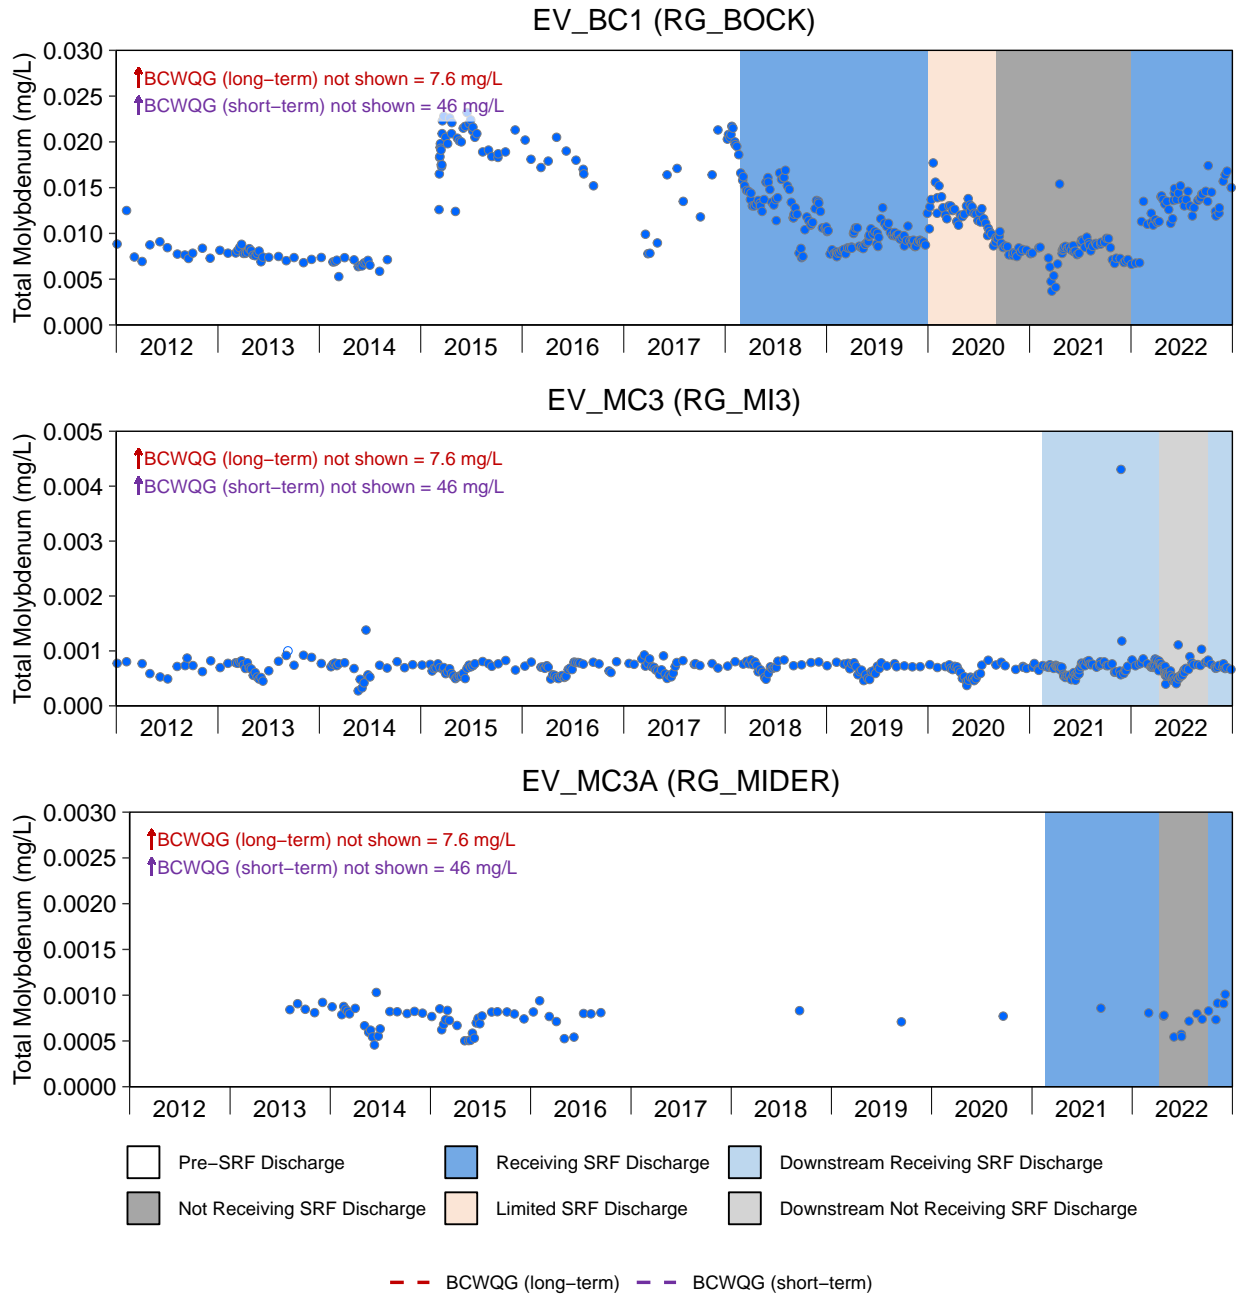 EV_BC1 (RG_BOCK)
Total Molybdenum (mg/L)
0.030
0.025
0.020
0.015
0.010
0.005
0.000
BCWQG (long−term) not shown = 7.6 mg/L
BCWQG (short−term) not shown = 46 mg/L
2012 2013 2014 2015 2016 2017 2018 2019 2020 2021 2022
EV_MC3 (RG_MI3)
Total Molybdenum (mg/L)
0.005
0.004
0.003
0.002
0.001
0.000
BCWQG (long−term) not shown = 7.6 mg/L
BCWQG (short−term) not shown = 46 mg/L
2012 2013 2014 2015 2016 2017 2018 2019 2020 2021 2022
EV_MC3A (RG_MIDER)
Total Molybdenum (mg/L)
0.0030
0.0025
0.0020
0.0015
0.0010
0.0005
0.0000
BCWQG (long−term) not shown = 7.6 mg/L
BCWQG (short−term) not shown = 46 mg/L
2012 2013 2014 2015 2016 2017 2018 2019 2020 2021 2022
Pre−SRF Discharge Receiving SRF Discharge Downstream Receiving SRF Discharge
Not Receiving SRF Discharge Limited SRF Discharge Downstream Not Receiving SRF Discharge
BCWQG (long−term) BCWQG (short−term)